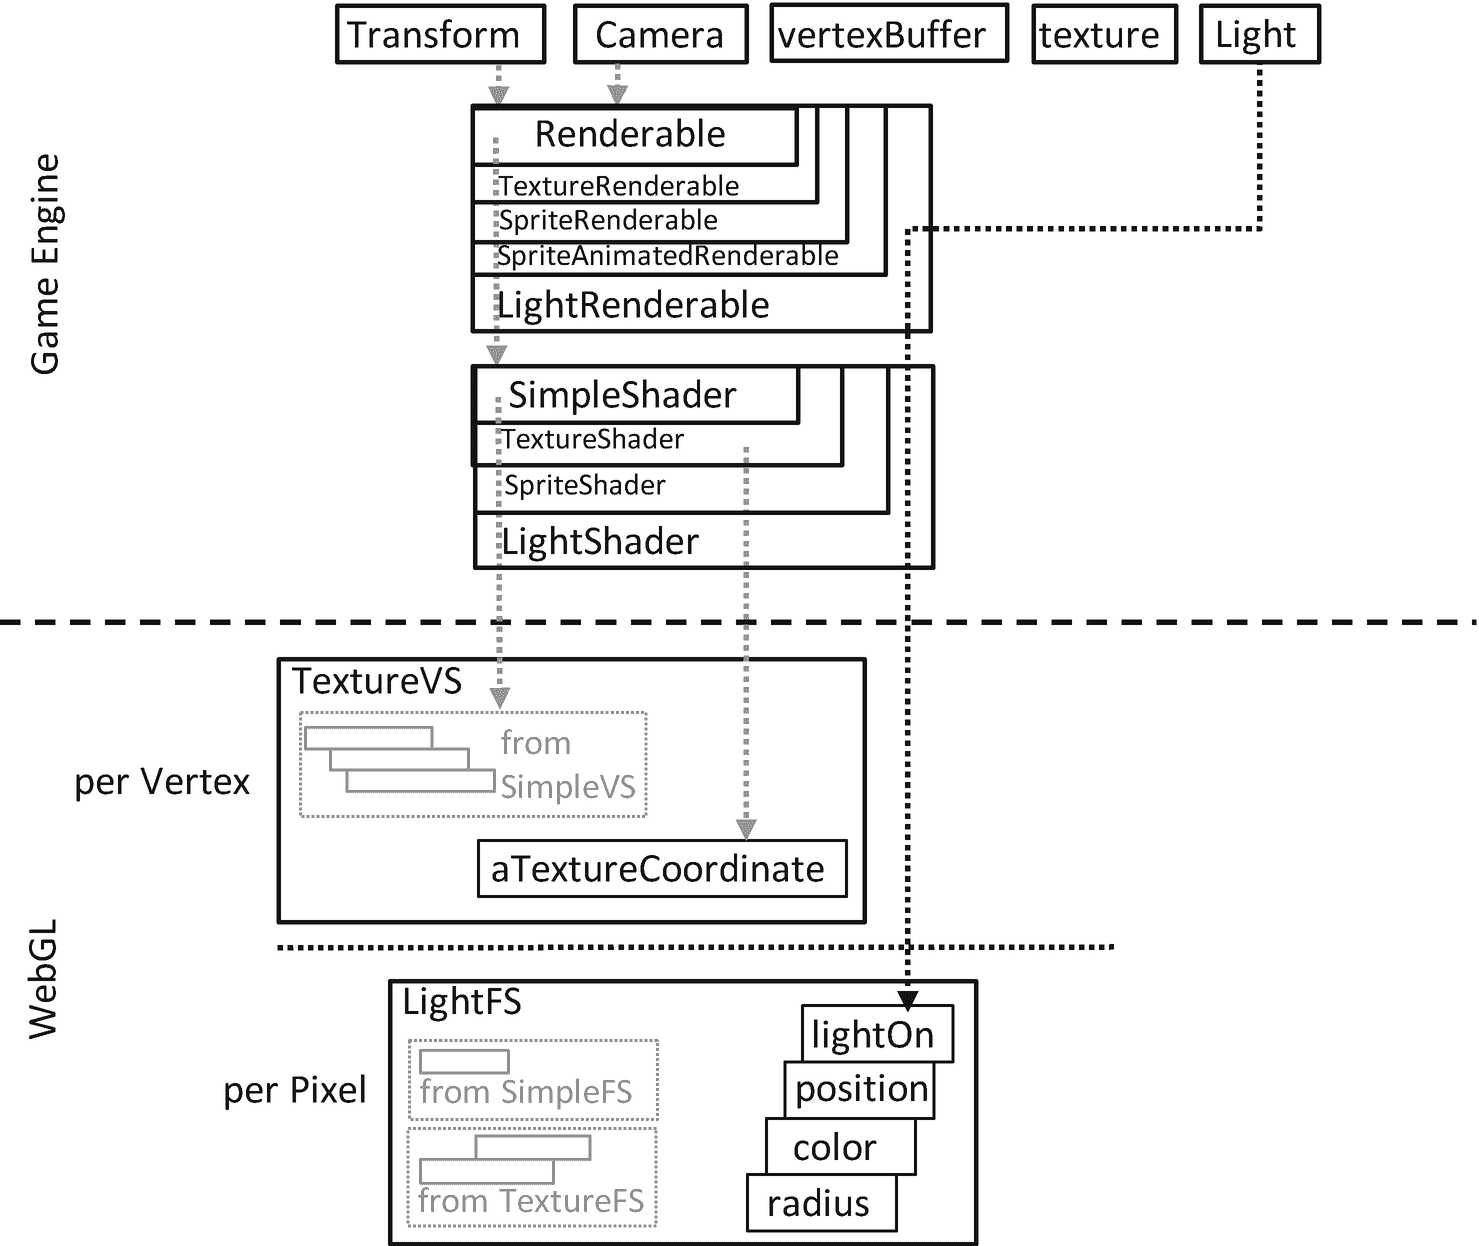 Transform
Camera
vertexBuffer
texture
Light
Game Engine
Renderable
TextureRenderable
SpriteRenderable
SpriteAnimatedRenderable
LightRenderable
SimpleShader
TextureShader
SpriteShader
LightShader
WebGL
per Vertex
TextureVS
from
SimpleVS
aTextureCoordinate
per Pixel
LightFS
from SimpleFS
from TextureFS
lightOn
position
color
radius